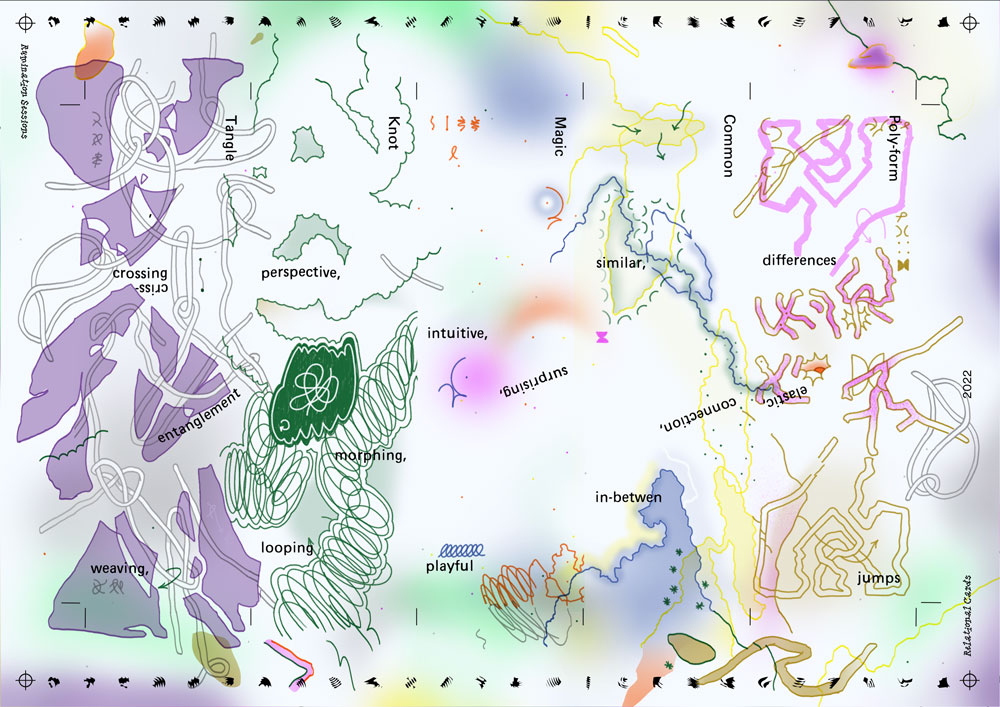 Rumination Sessions
Tangle
Knot
Magic
Common
Poly-form
crossing
criss-
perspective,
similar,
differences
intuitive,
surprising,
elastic,
connection,
2022
entanglement
morphing,
in-betwen
looping
playful
weaving,
jumps
Relational Cards